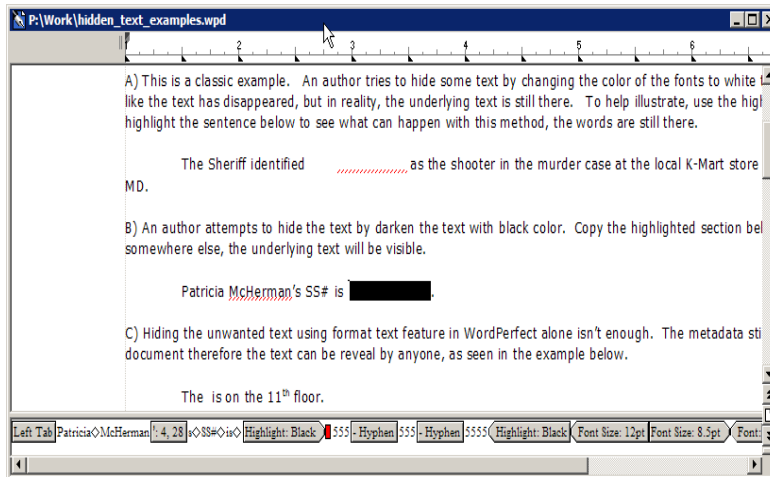 P:\Work\hidden_text_examples.wpd
1 2 3 4 5 6
A) This is a classic example. An author tries to hide some text by changing the color of the fonts to white
like the text has disappeared, but in reality, the underlying text is still there. To help illustrate, use the
highlight the sentence below to see what can happen with this method, the words are still there.
The Sheriff identified as the shooter in the murder case at the local K-Mart store
MD.
B) An author attempts to hide the text by darken the text with black color. Copy the highlighted section
somewhere else, the underlying text will be visible.
Patricia McHerman's SS# is .
C) Hiding the unwanted text using format text feature in WordPerfect alone isn't enough. The metadata sti
document therefore the text can be reveal by anyone, as seen in the example below.
The is on the 11th floor.
Left Tab Patricia◇McHerman ': 4, 28 s◇SS#◇is◇ Highlight: Black 555 - Hyphen 555 - Hyphen 5555 Highlight: Black Font Size: 12pt Font Size: 8.5pt Font: